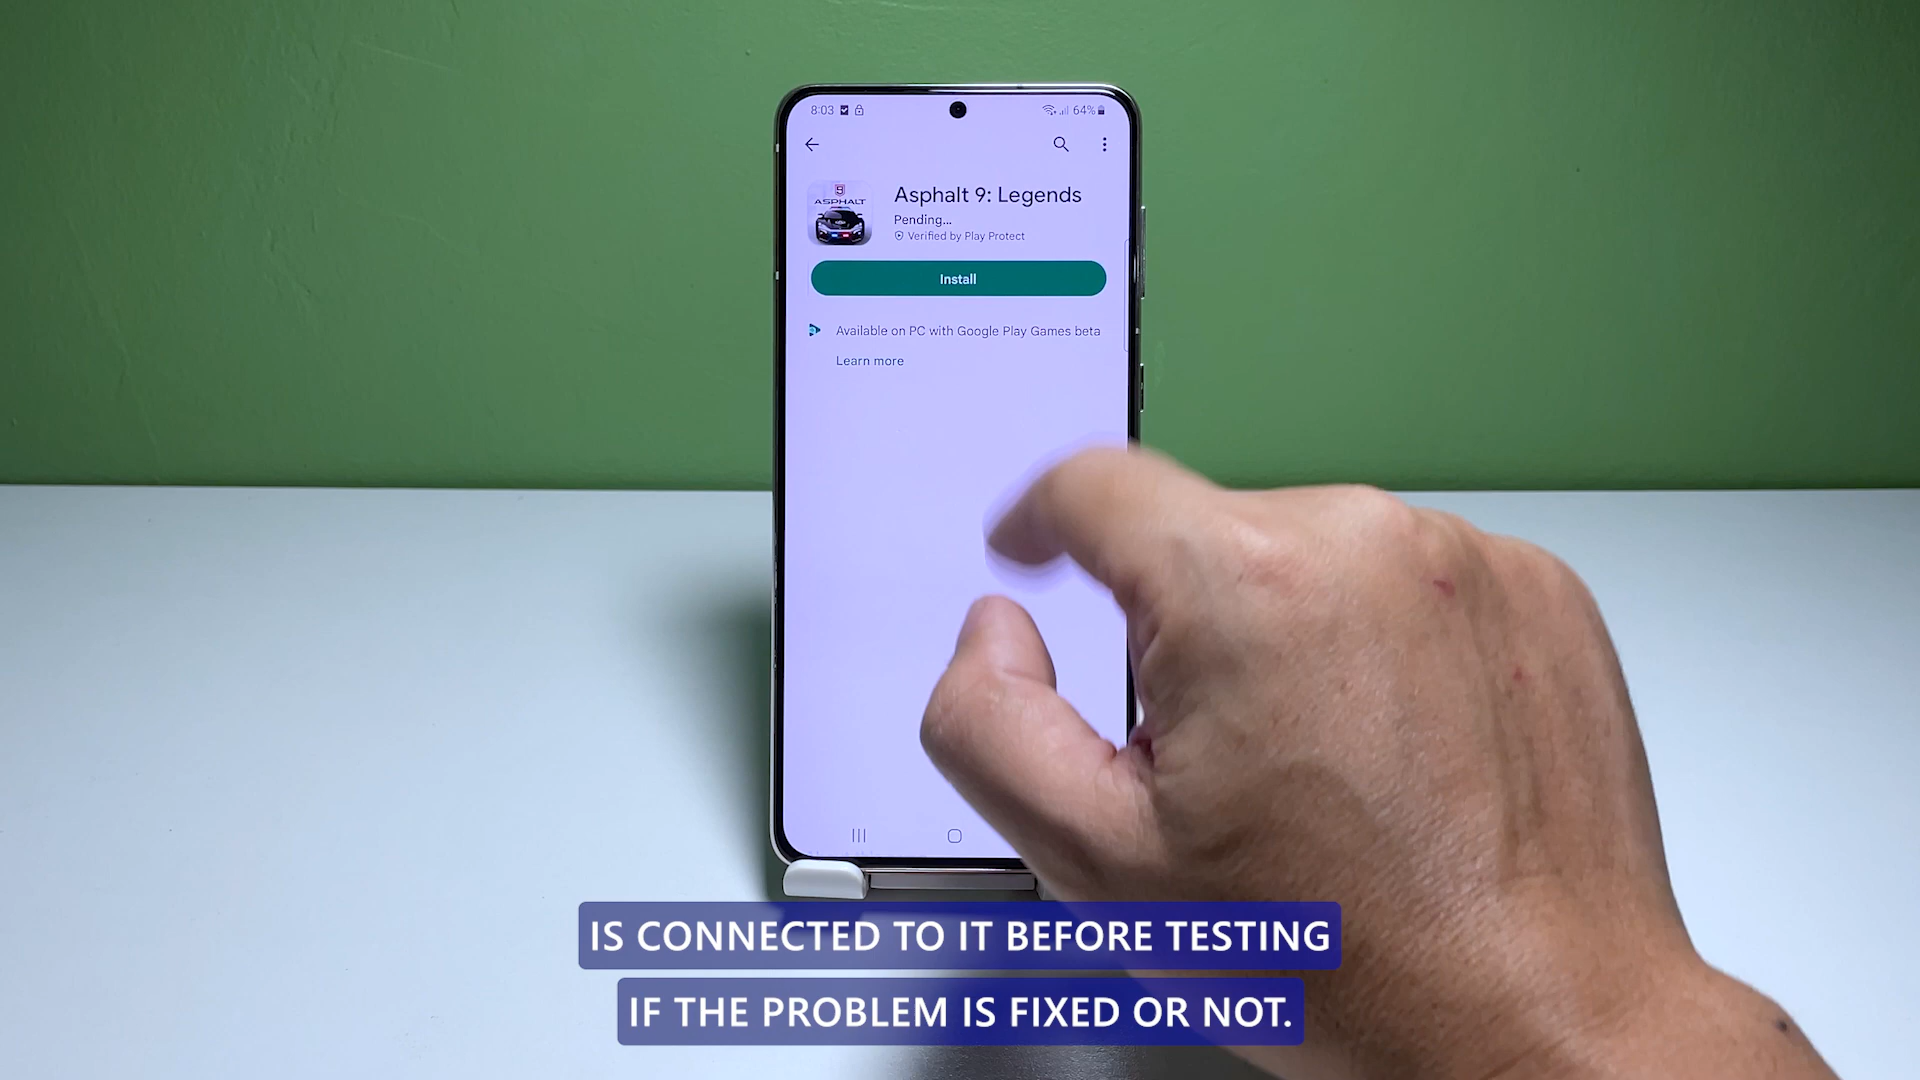 8:03 64%
9
ASPHALT
Asphalt 9: Legends
Pending...
Verified by Play Protect
Install
Available on PC with Google Play Games beta
Learn more
IS CONNECTED TO IT BEFORE TESTING
IF THE PROBLEM IS FIXED OR NOT.